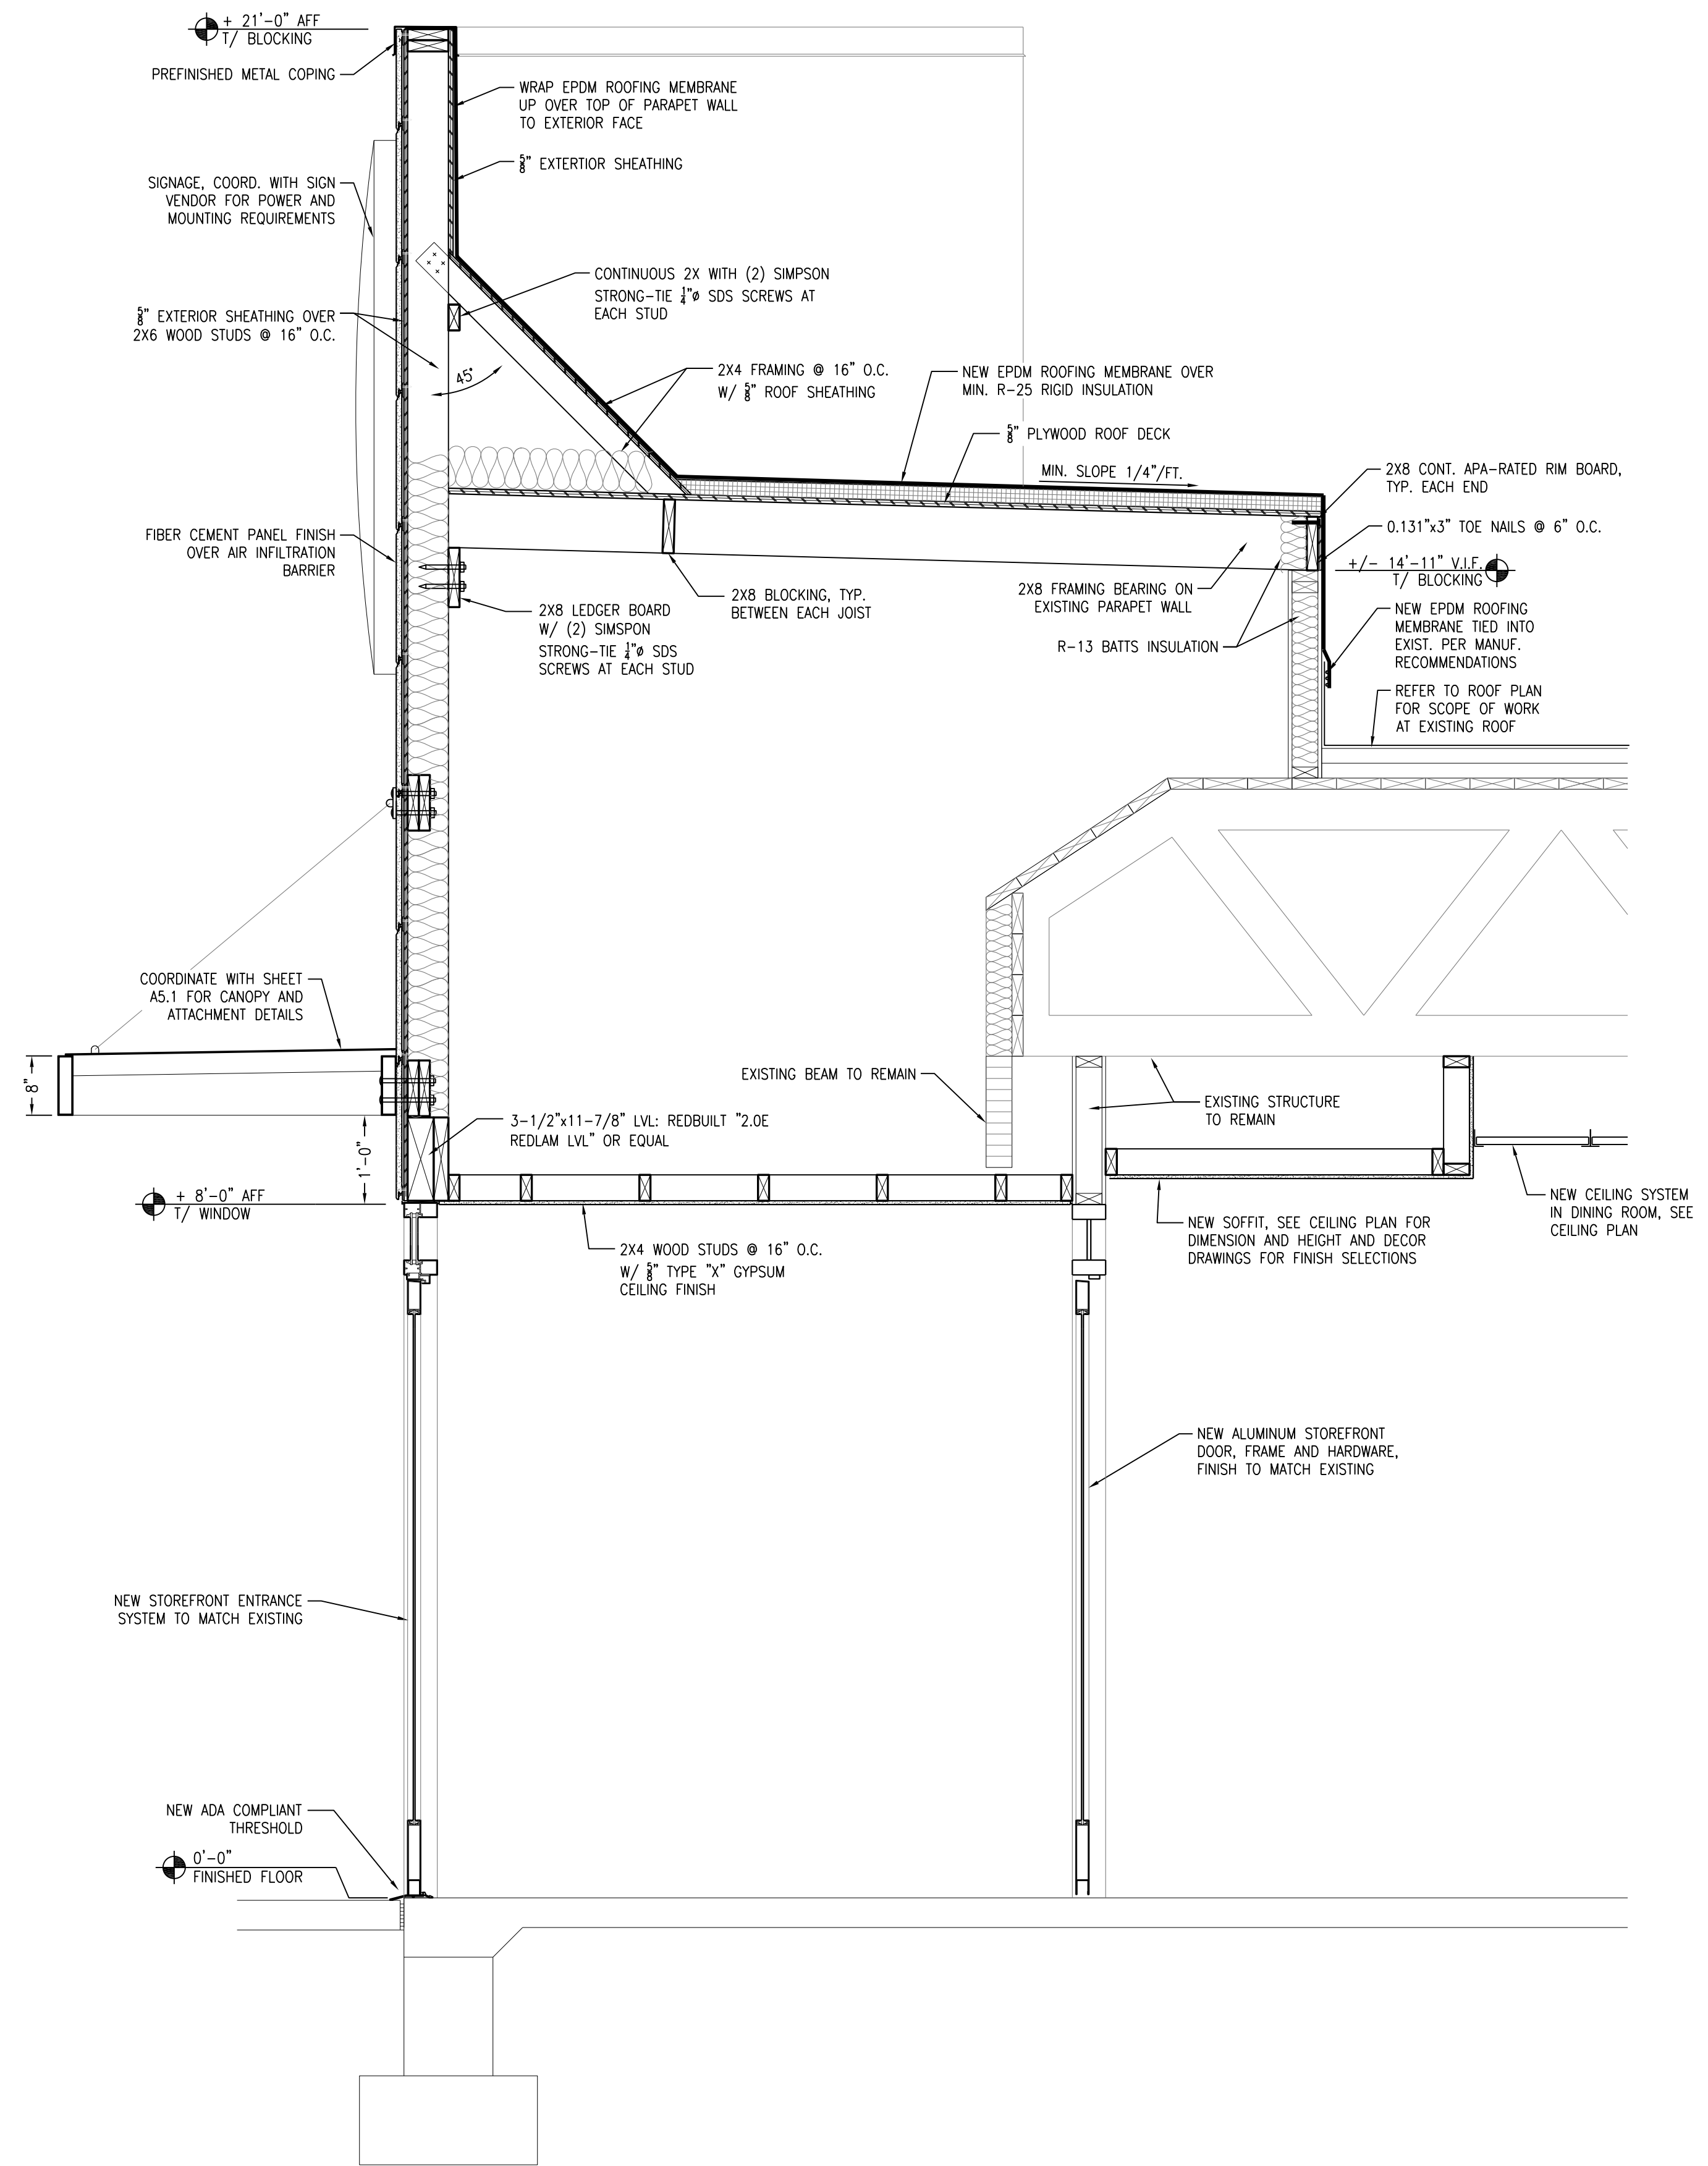 + 21'-0" AFF
T/ BLOCKING
PREFINISHED METAL COPING
WRAP EPDM ROOFING MEMBRANE
UP OVER TOP OF PARAPET WALL
TO EXTERIOR FACE
5/8" EXTERTIOR SHEATHING
SIGNAGE, COORD. WITH SIGN
VENDOR FOR POWER AND
MOUNTING REQUIREMENTS
CONTINUOUS 2X WITH (2) SIMPSON
STRONG-TIE 1/4"ø SDS SCREWS AT
EACH STUD
5/8" EXTERIOR SHEATHING OVER
2X6 WOOD STUDS @ 16" O.C.
45°
2X4 FRAMING @ 16" O.C.
W/ 5/8" ROOF SHEATHING
NEW EPDM ROOFING MEMBRANE OVER
MIN. R-25 RIGID INSULATION
5/8" PLYWOOD ROOF DECK
MIN. SLOPE 1/4"/FT.
2X8 CONT. APA-RATED RIM BOARD,
TYP. EACH END
0.131"x3" TOE NAILS @ 6" O.C.
+/- 14'-11" V.I.F.
T/ BLOCKING
FIBER CEMENT PANEL FINISH
OVER AIR INFILTRATION
BARRIER
2X8 LEDGER BOARD
W/ (2) SIMSPON
STRONG-TIE 1/4"ø SDS
SCREWS AT EACH STUD
2X8 BLOCKING, TYP.
BETWEEN EACH JOIST
2X8 FRAMING BEARING ON
EXISTING PARAPET WALL
R-13 BATTS INSULATION
NEW EPDM ROOFING
MEMBRANE TIED INTO
EXIST. PER MANUF.
RECOMMENDATIONS
REFER TO ROOF PLAN
FOR SCOPE OF WORK
AT EXISTING ROOF
COORDINATE WITH SHEET
A5.1 FOR CANOPY AND
ATTACHMENT DETAILS
8"
1'-0"
EXISTING BEAM TO REMAIN
EXISTING STRUCTURE
TO REMAIN
3-1/2"x11-7/8" LVL: REDBUILT "2.0E
REDLAM LVL" OR EQUAL
+ 8'-0" AFF
T/ WINDOW
2X4 WOOD STUDS @ 16" O.C.
W/ 5/8" TYPE "X" GYPSUM
CEILING FINISH
NEW SOFFIT, SEE CEILING PLAN FOR
DIMENSION AND HEIGHT AND DECOR
DRAWINGS FOR FINISH SELECTIONS
NEW CEILING SYSTEM
IN DINING ROOM, SEE
CEILING PLAN
NEW ALUMINUM STOREFRONT
DOOR, FRAME AND HARDWARE,
FINISH TO MATCH EXISTING
NEW STOREFRONT ENTRANCE
SYSTEM TO MATCH EXISTING
NEW ADA COMPLIANT
THRESHOLD
0'-0"
FINISHED FLOOR